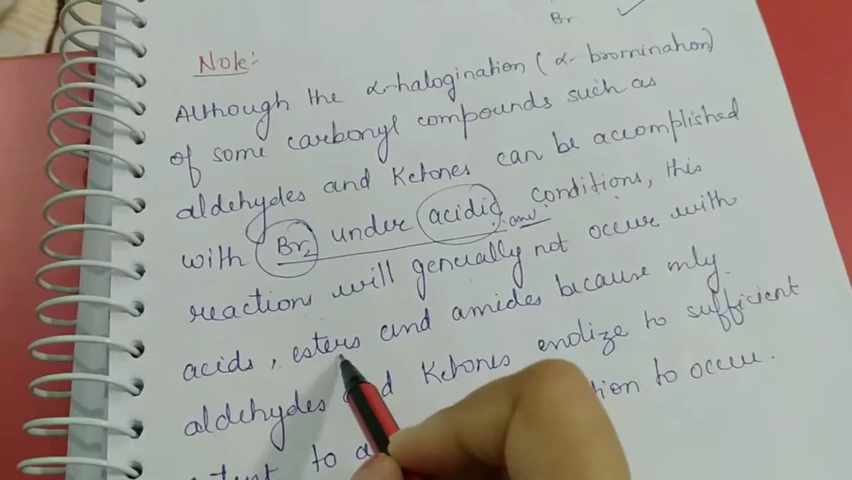 Br
Note:
Although the α-halogination (α-bromination)
of some carbonyl compounds such as
aldehydes and Ketones can be accomplished
with Br2 under acidic conditions, this
reaction will generally not occur with
acids, esters and amides because only
aldehydes Ketones enolize to sufficient
to to occur.